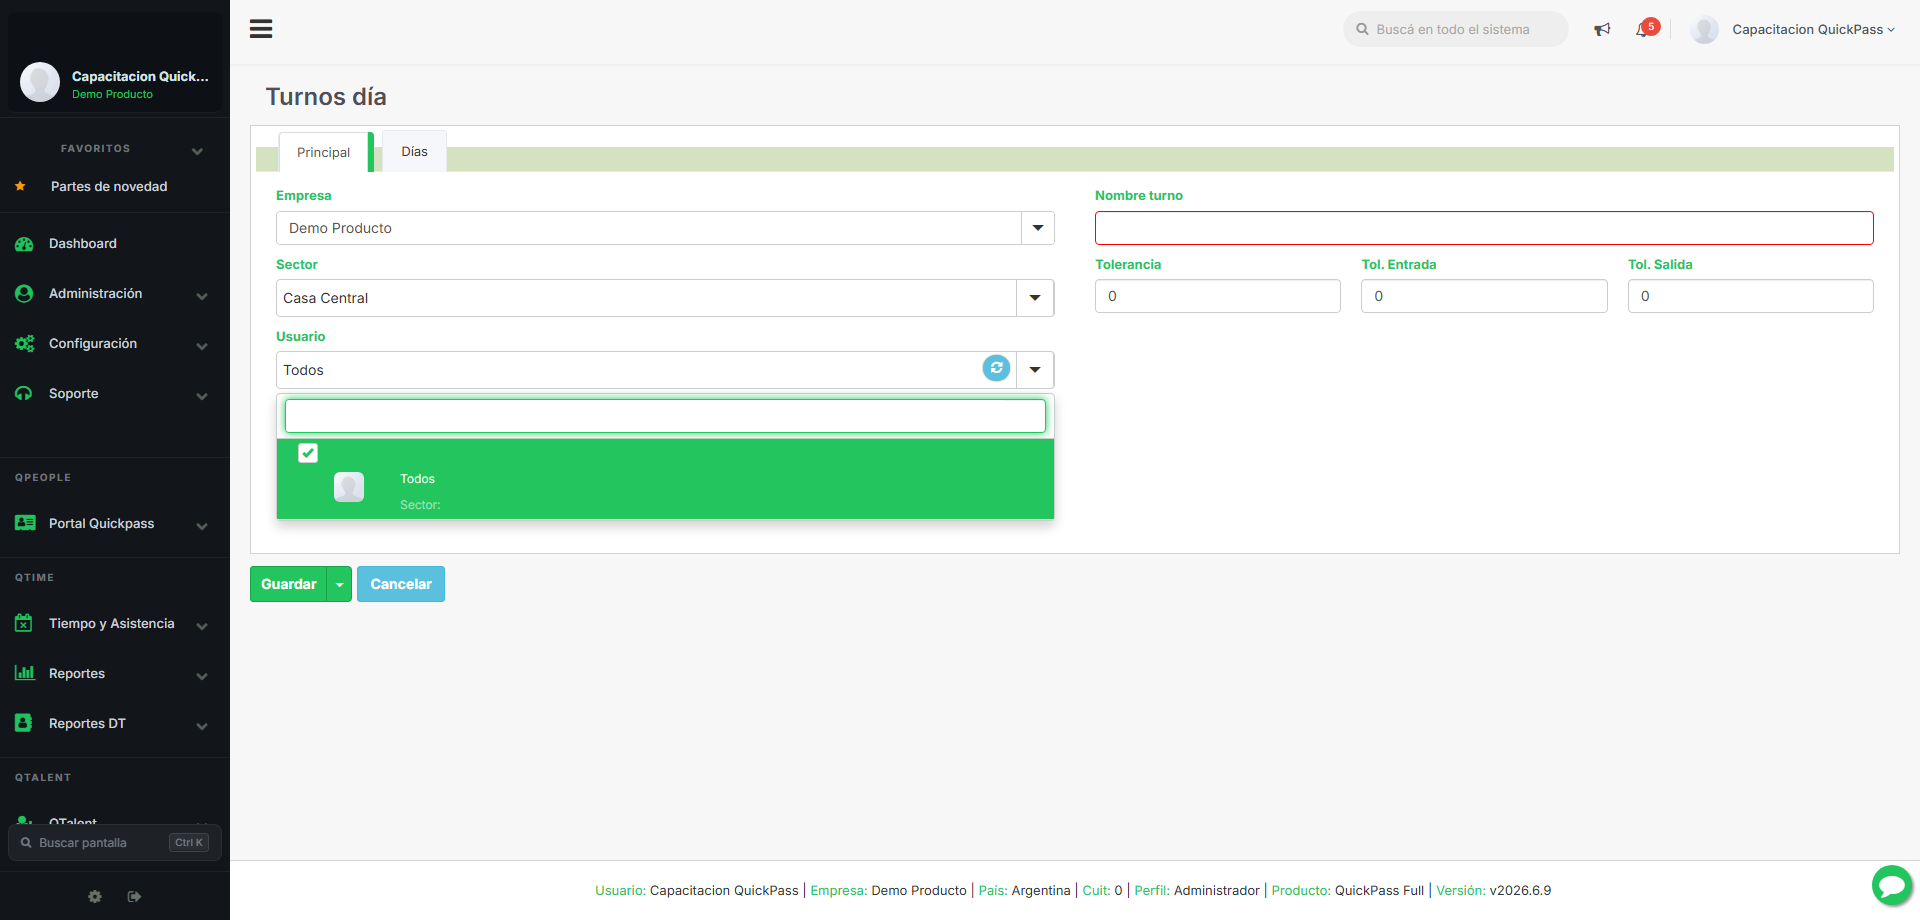 Capacitacion Quick...
Demo Producto
FAVORITOS
Partes de novedad
Dashboard
Administración
Configuración
Soporte
QPEOPLE
Portal Quickpass
QTIME
Tiempo y Asistencia
Reportes
Reportes DT
QTALENT
QTalent
Buscar pantalla
Ctrl K
Buscá en todo el sistema
5
Capacitacion QuickPass
Turnos día
Principal
Días
Empresa
Demo Producto
Sector
Casa Central
Usuario
Todos
Todos
Sector:
Nombre turno
Tolerancia
Tol. Entrada
Tol. Salida
0
0
0
Guardar
Cancelar
Usuario: Capacitacion QuickPass | Empresa: Demo Producto | País: Argentina | Cuit: 0 | Perfil: Administrador | Producto: QuickPass Full | Versión: v2026.6.9